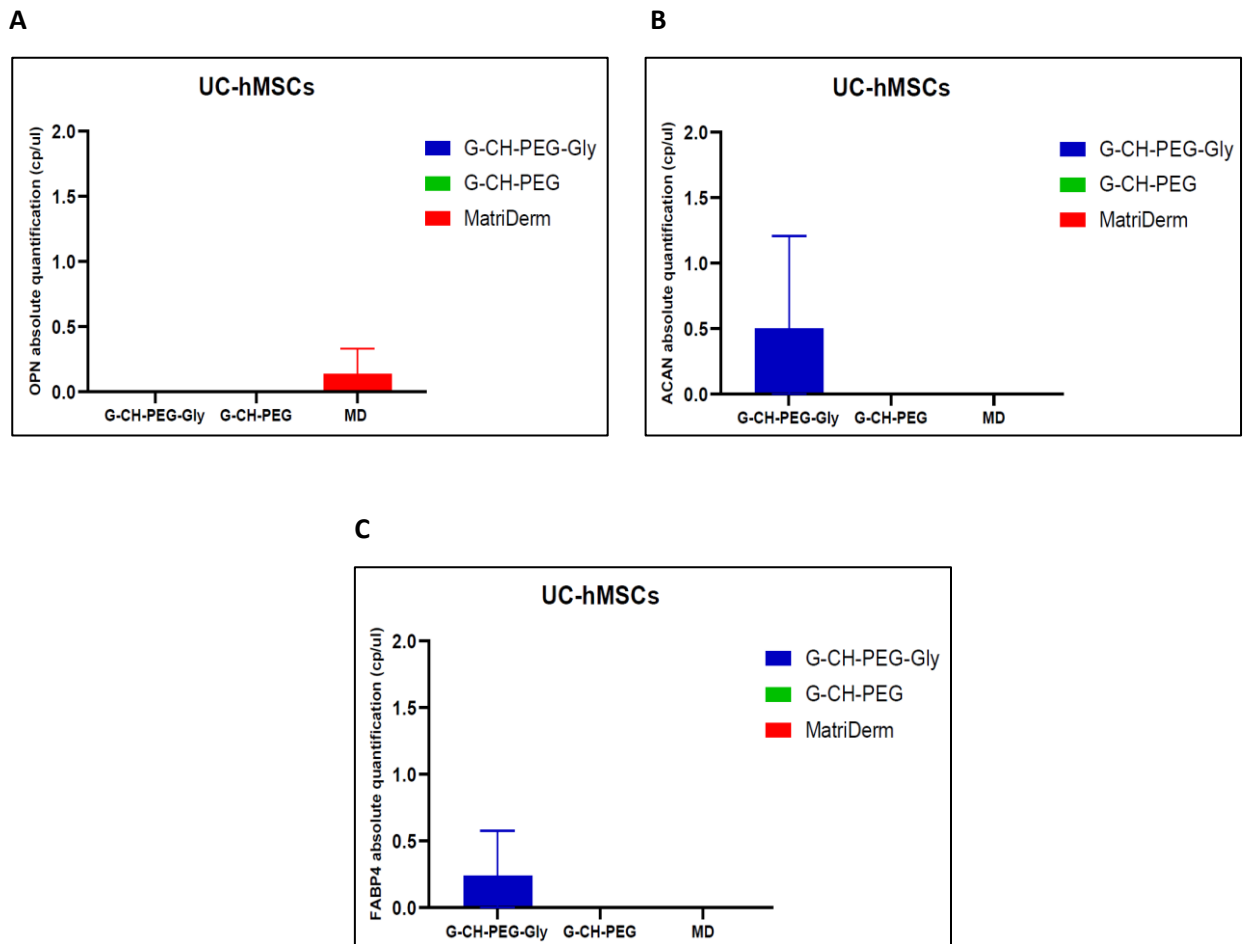 A
UC-hMSCs
OPN absolute quantification (cp/ul)
2.0
1.5
1.0
0.5
0.0
G-CH-PEG-Gly
G-CH-PEG
MD
G-CH-PEG-Gly
G-CH-PEG
MatriDerm
B
UC-hMSCs
ACAN absolute quantification (cp/ul)
2.0
1.5
1.0
0.5
0.0
G-CH-PEG-Gly
G-CH-PEG
MD
G-CH-PEG-Gly
G-CH-PEG
MatriDerm
C
UC-hMSCs
FABP4 absolute quantification (cp/ul)
2.0
1.5
1.0
0.5
0.0
G-CH-PEG-Gly
G-CH-PEG
MD
G-CH-PEG-Gly
G-CH-PEG
MatriDerm